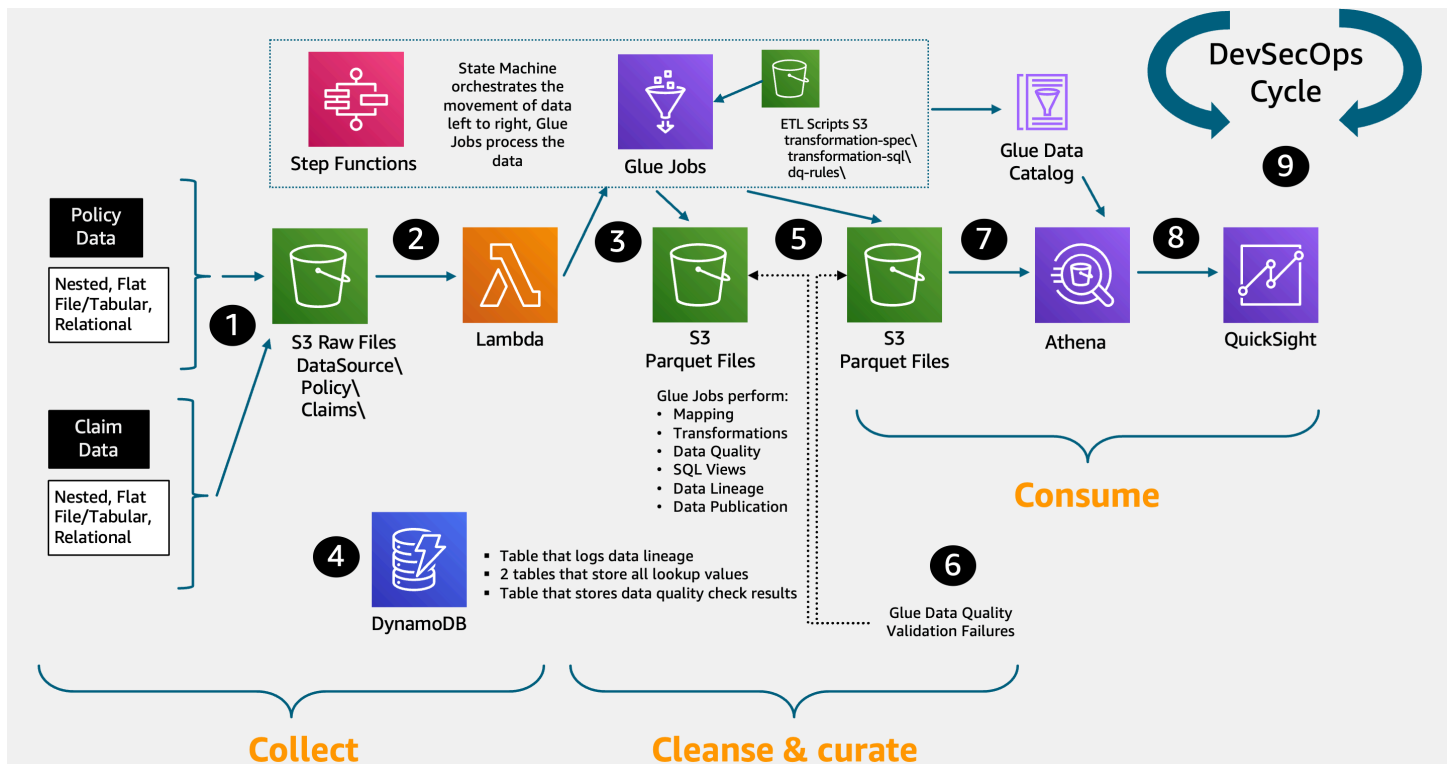 DevSecOps
Cycle
9
Step Functions
State Machine
orchestrates the
movement of data
left to right, Glue
Jobs process the
data
Glue Jobs
ETL Scripts S3
transformation-spec\
transformation-sql\
dq-rules\
Glue Data
Catalog
Policy
Data
Nested, Flat
File/Tabular,
Relational
1
S3 Raw Files
DataSource\
Policy\
Claims\
2
Lambda
3
S3
Parquet Files
Glue Jobs perform:
• Mapping
• Transformations
• Data Quality
• SQL Views
• Data Lineage
• Data Publication
5
S3
Parquet Files
7
Athena
8
QuickSight
Consume
Claim
Data
Nested, Flat
File/Tabular,
Relational
4
DynamoDB
▪ Table that logs data lineage
▪ 2 tables that store all lookup values
▪ Table that stores data quality check results
6
Glue Data Quality
Validation Failures
Collect
Cleanse & curate